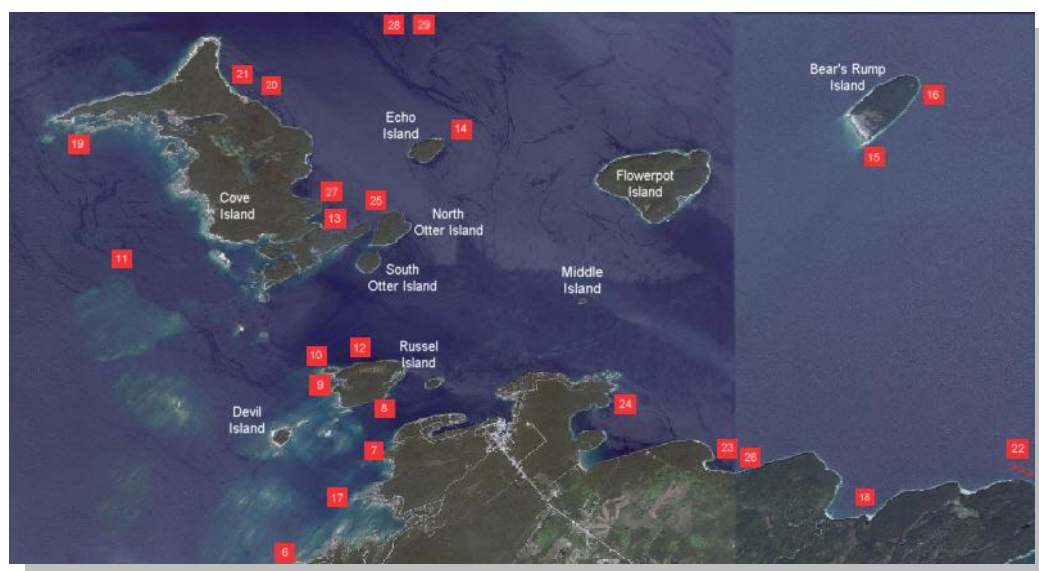 28
29
21
20
Bear's Rump
Island
16
Echo
Island
14
19
15
Flowerpot
Island
27
25
Cove
Island
13
North
Otter Island
11
South
Otter Island
Middle
Island
10
12
Russel
Island
9
8
24
Devil
Island
7
23
26
22
17
18
6